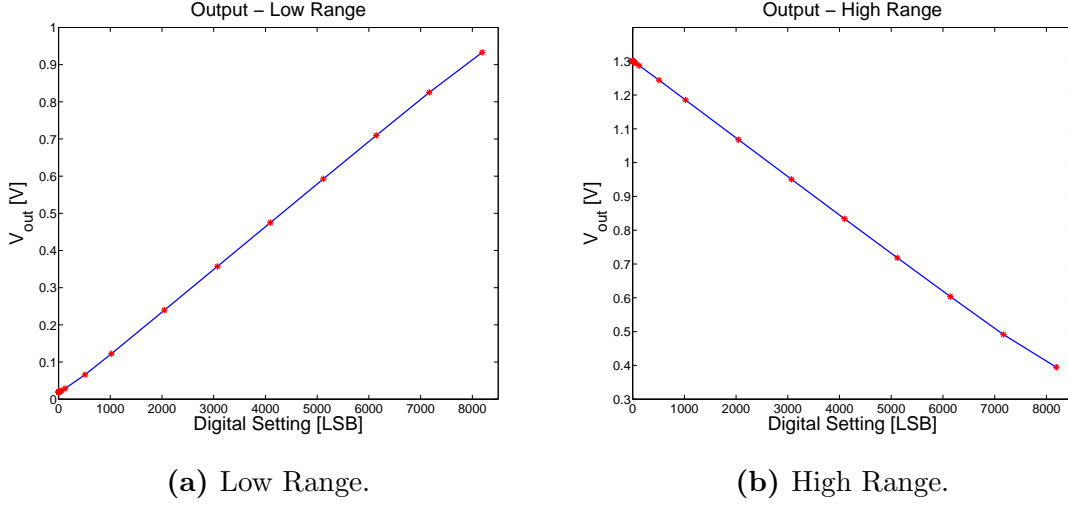 Output – Low Range
1
0.9
0.8
0.7
0.6
0.5
0.4
0.3
0.2
0.1
0
V_out [V]
0 1000 2000 3000 4000 5000 6000 7000 8000
Digital Setting [LSB]
(a) Low Range.
Output – High Range
1.3
1.2
1.1
1
0.9
0.8
0.7
0.6
0.5
0.4
0.3
V_out [V]
0 1000 2000 3000 4000 5000 6000 7000 8000
Digital Setting [LSB]
(b) High Range.